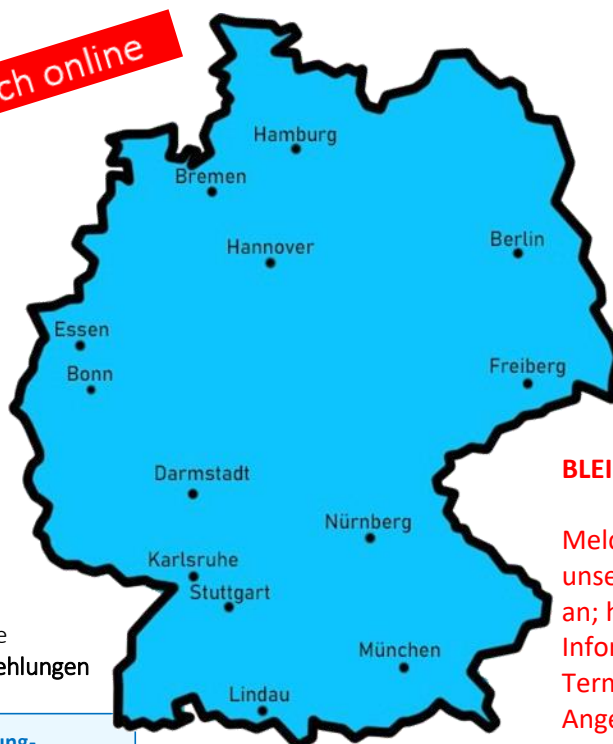 ch online
Hamburg
Bremen
Hannover
Berlin
Essen
Bonn
Freiberg
Darmstadt
Nürnberg
Karlsruhe
Stuttgart
München
Lindau
BLEI
Meld
unse
an; h
Infor
Term
Ange
e
ehlungen
ung-